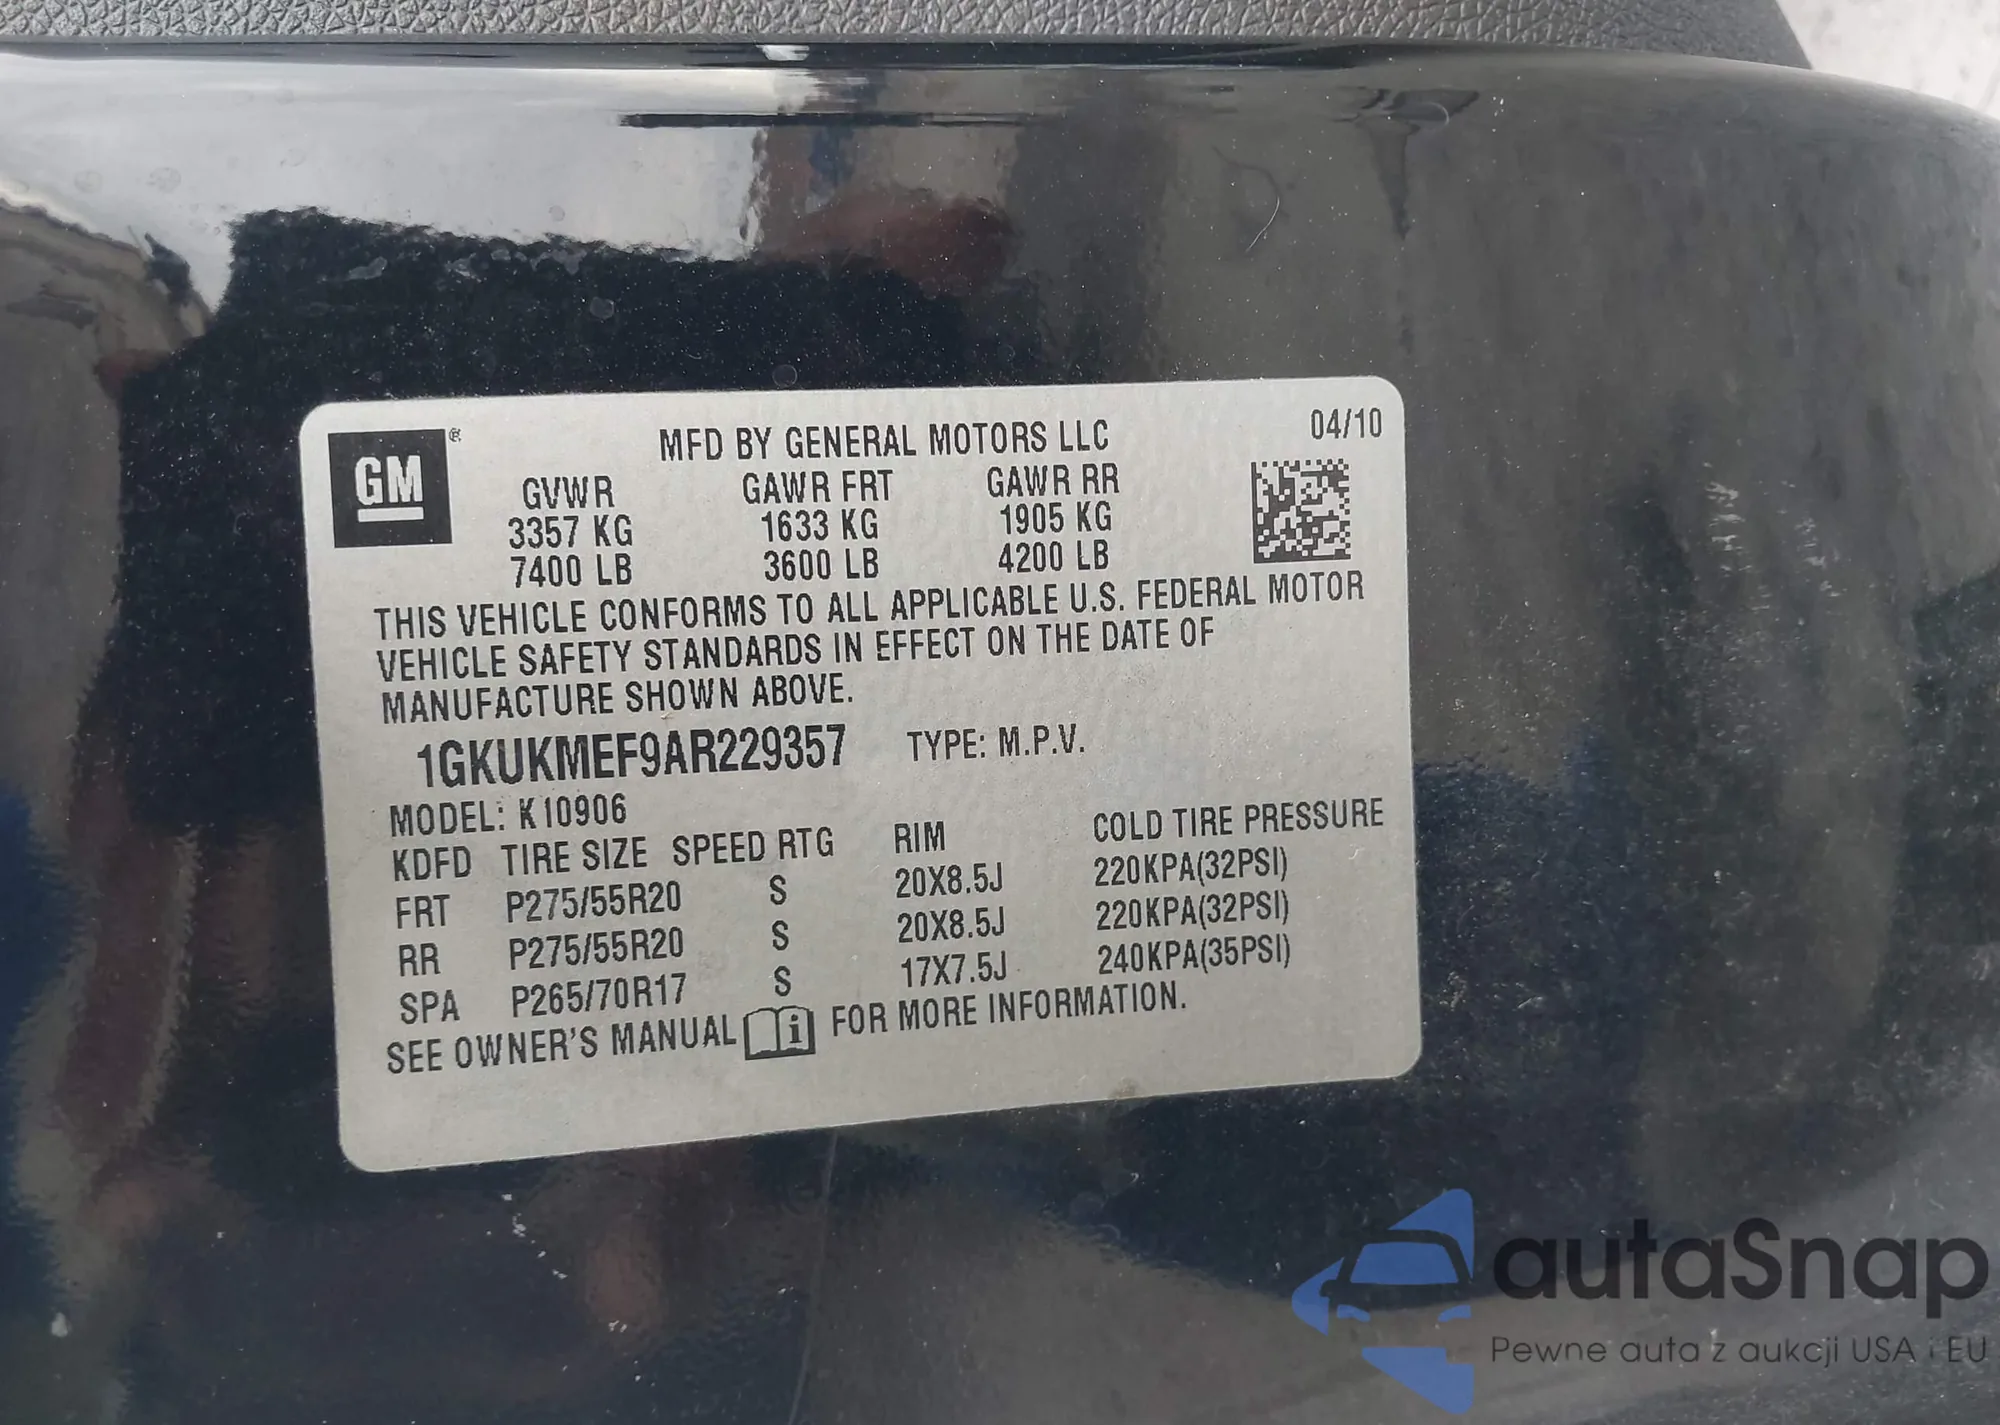 GM®
MFD BY GENERAL MOTORS LLC 04/10
GVWR GAWR FRT GAWR RR
3357 KG 1633 KG 1905 KG
7400 LB 3600 LB 4200 LB
THIS VEHICLE CONFORMS TO ALL APPLICABLE U.S. FEDERAL MOTOR
VEHICLE SAFETY STANDARDS IN EFFECT ON THE DATE OF
MANUFACTURE SHOWN ABOVE.
1GKUKMEF9AR229357 TYPE: M.P.V.
MODEL: K10906
KDFD TIRE SIZE SPEED RTG RIM COLD TIRE PRESSURE
FRT P275/55R20 S 20X8.5J 220KPA(32PSI)
RR P275/55R20 S 20X8.5J 220KPA(32PSI)
SPA P265/70R17 S 17X7.5J 240KPA(35PSI)
SEE OWNER'S MANUAL i FOR MORE INFORMATION.
autaSnap
Pewne auta z aukcji USA i EU